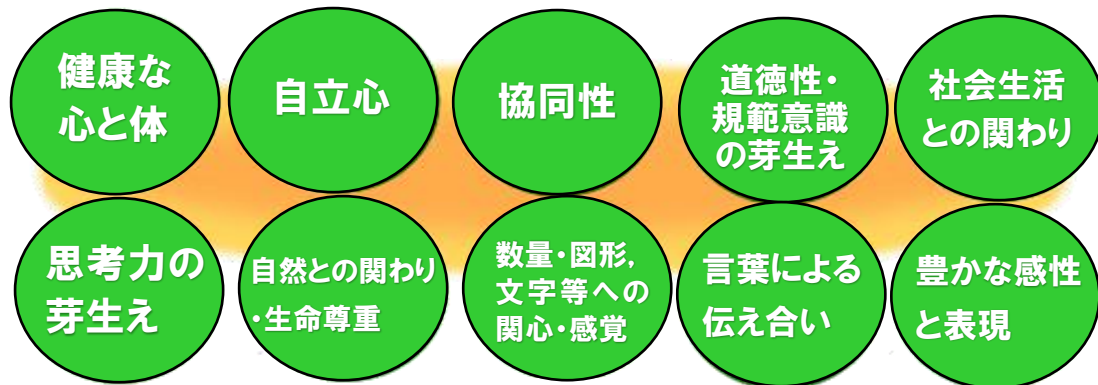 健康な
心と体
自立心
協同性
道徳性・
規範意識
の芽生え
社会生活
との関わり
思考力の
芽生え
自然との関わり
・生命尊重
数量・図形,
文字等への
関心・感覚
言葉による
伝え合い
豊かな感性
と表現